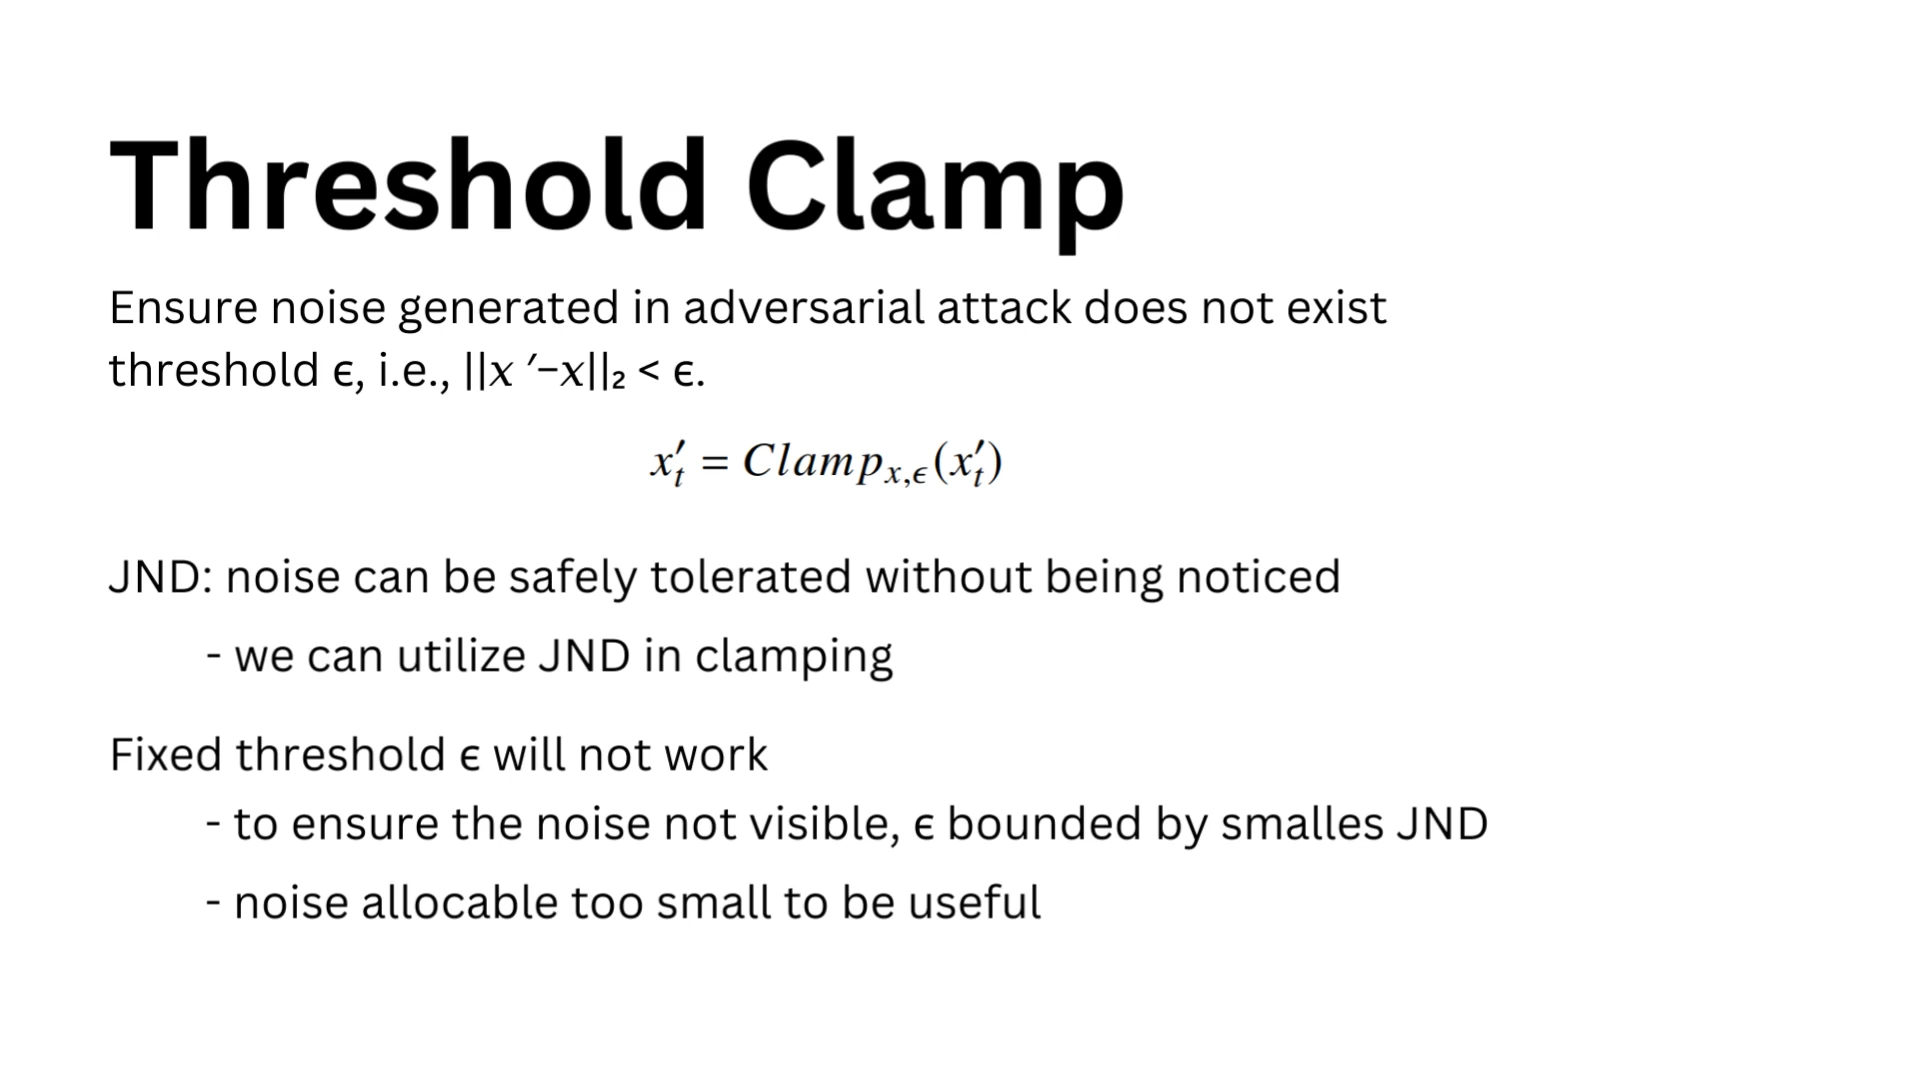 Threshold Clamp
Ensure noise generated in adversarial attack does not exist
threshold ϵ, i.e., ||x ′−x||₂ < ϵ.
x′ₜ = Clampₓ,ϵ(x′ₜ)
JND: noise can be safely tolerated without being noticed
- we can utilize JND in clamping
Fixed threshold ϵ will not work
- to ensure the noise not visible, ϵ bounded by smalles JND
- noise allocable too small to be useful